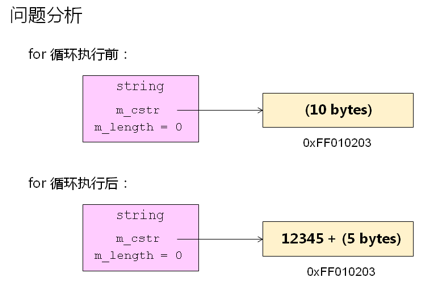 问题分析
for 循环执行前：
string
m_cstr
m_length = 0
(10 bytes)
0xFF010203
for 循环执行后：
string
m_cstr
m_length = 0
12345 + (5 bytes)
0xFF010203